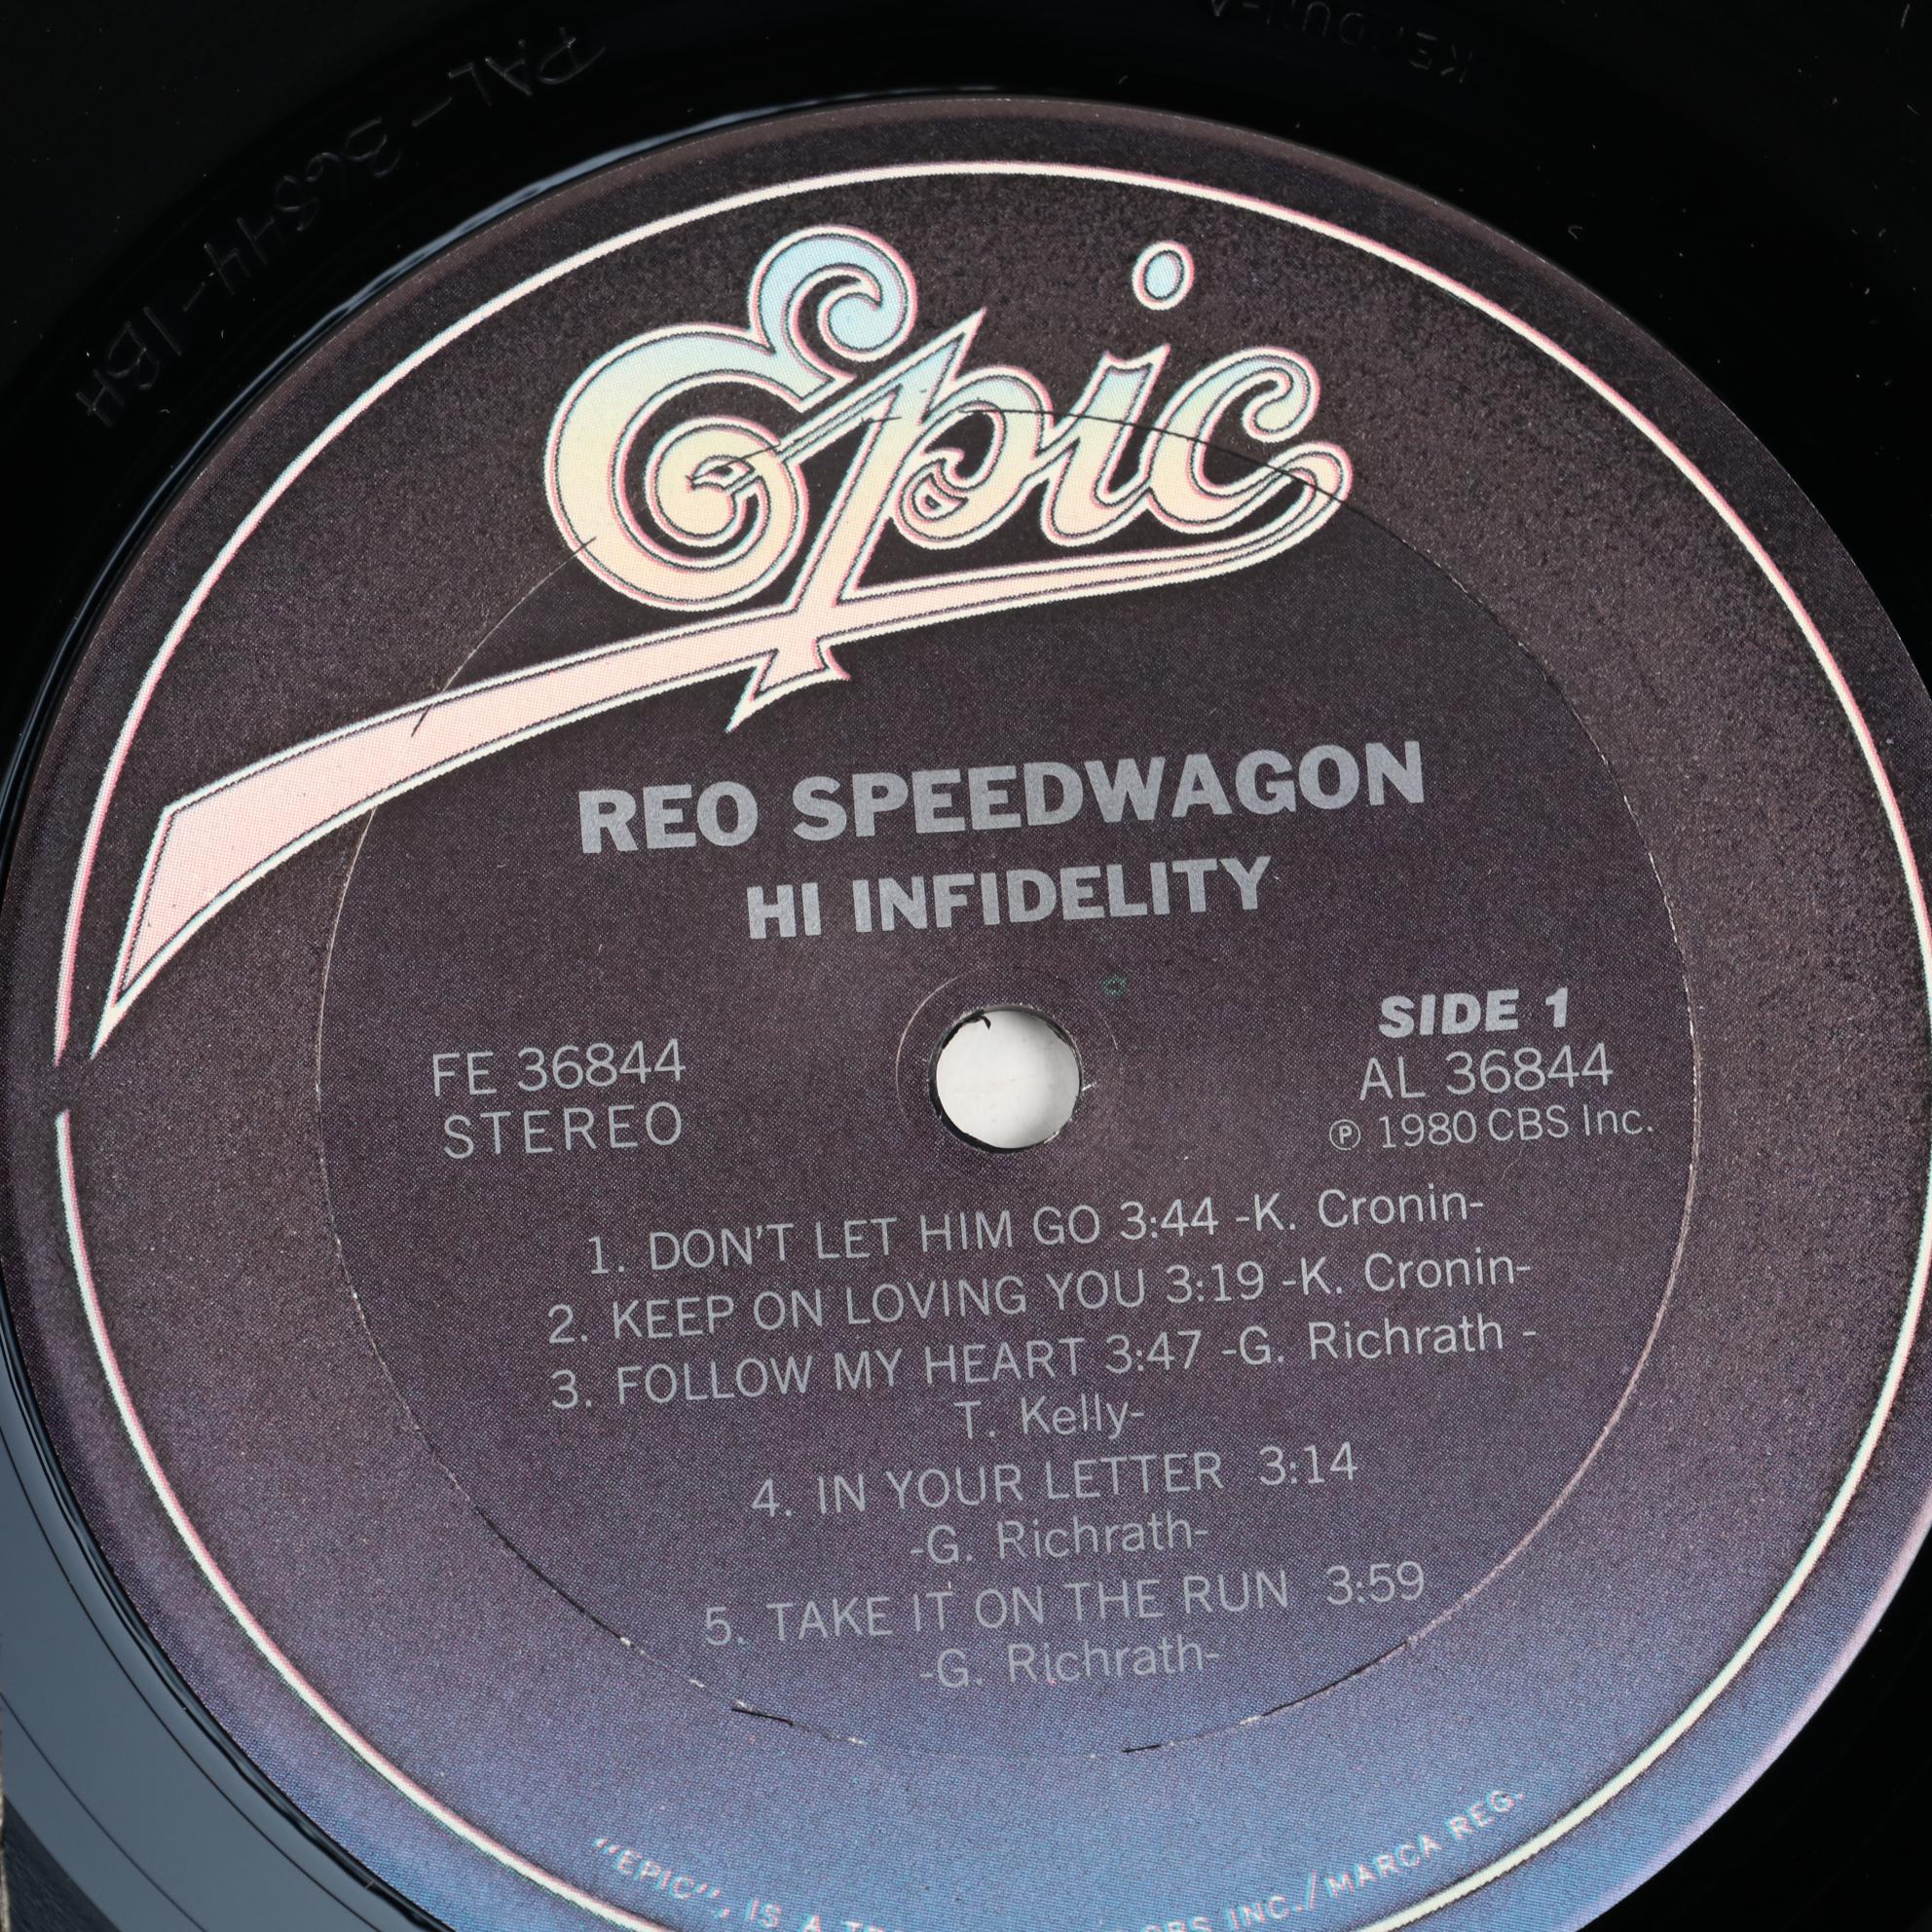 PAL-36844-1BH
Epic
REO SPEEDWAGON
HI INFIDELITY
SIDE 1
FE 36844
AL 36844
STEREO
℗ 1980 CBS Inc.
1. DON'T LET HIM GO 3:44 -K. Cronin-
2. KEEP ON LOVING YOU 3:19 -K. Cronin-
3. FOLLOW MY HEART 3:47 -G. Richrath -
T. Kelly-
4. IN YOUR LETTER 3:14
-G. Richrath-
5. TAKE IT ON THE RUN 3:59
-G. Richrath-
"EPIC", IS A CBS INC./MARCA REG.